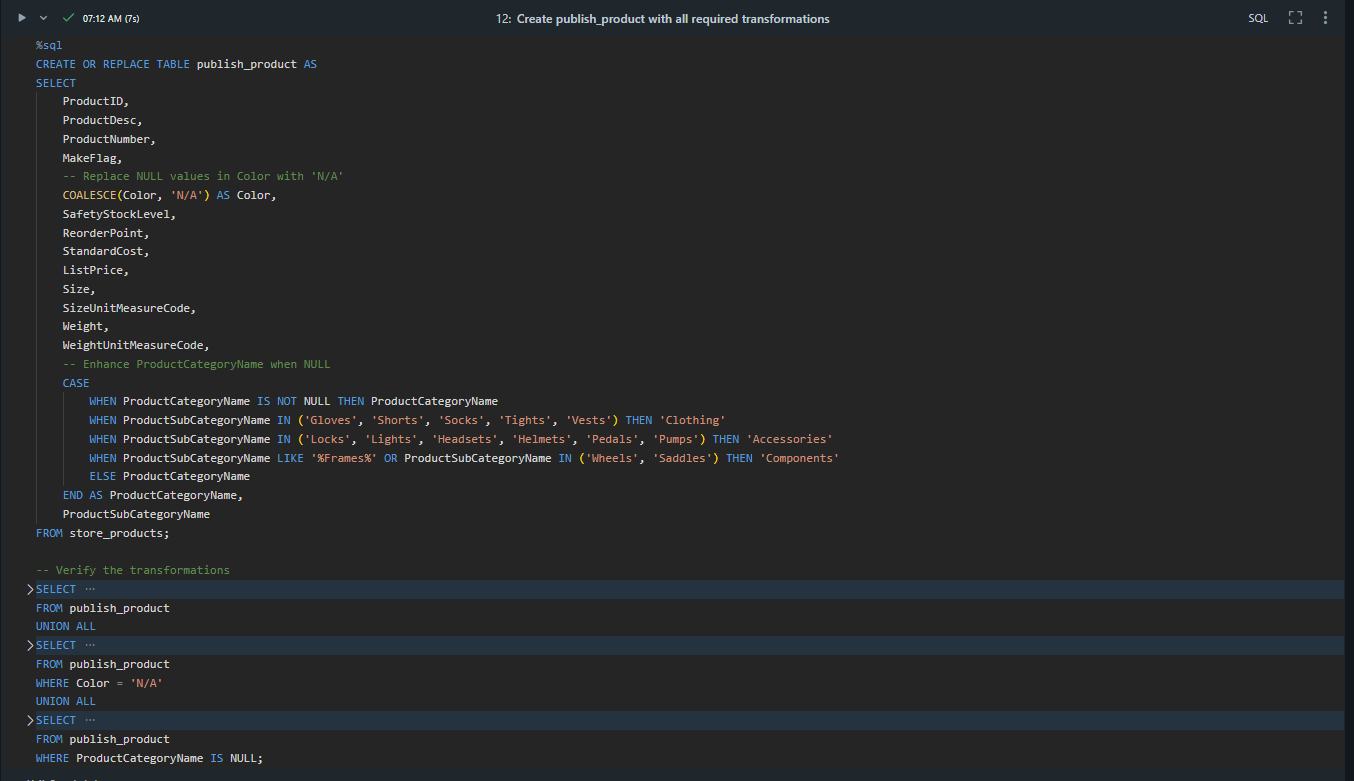 07:12 AM (7s)
12: Create publish_product with all required transformations
SQL
%sql
CREATE OR REPLACE TABLE publish_product AS
SELECT
    ProductID,
    ProductDesc,
    ProductNumber,
    MakeFlag,
    -- Replace NULL values in Color with 'N/A'
    COALESCE(Color, 'N/A') AS Color,
    SafetyStockLevel,
    ReorderPoint,
    StandardCost,
    ListPrice,
    Size,
    SizeUnitMeasureCode,
    Weight,
    WeightUnitMeasureCode,
    -- Enhance ProductCategoryName when NULL
    CASE
        WHEN ProductCategoryName IS NOT NULL THEN ProductCategoryName
        WHEN ProductSubCategoryName IN ('Gloves', 'Shorts', 'Socks', 'Tights', 'Vests') THEN 'Clothing'
        WHEN ProductSubCategoryName IN ('Locks', 'Lights', 'Headsets', 'Helmets', 'Pedals', 'Pumps') THEN 'Accessories'
        WHEN ProductSubCategoryName LIKE '%Frames%' OR ProductSubCategoryName IN ('Wheels', 'Saddles') THEN 'Components'
        ELSE ProductCategoryName
    END AS ProductCategoryName,
    ProductSubCategoryName
FROM store_products;
-- Verify the transformations
SELECT ···
FROM publish_product
UNION ALL
SELECT ···
FROM publish_product
WHERE Color = 'N/A'
UNION ALL
SELECT ···
FROM publish_product
WHERE ProductCategoryName IS NULL;